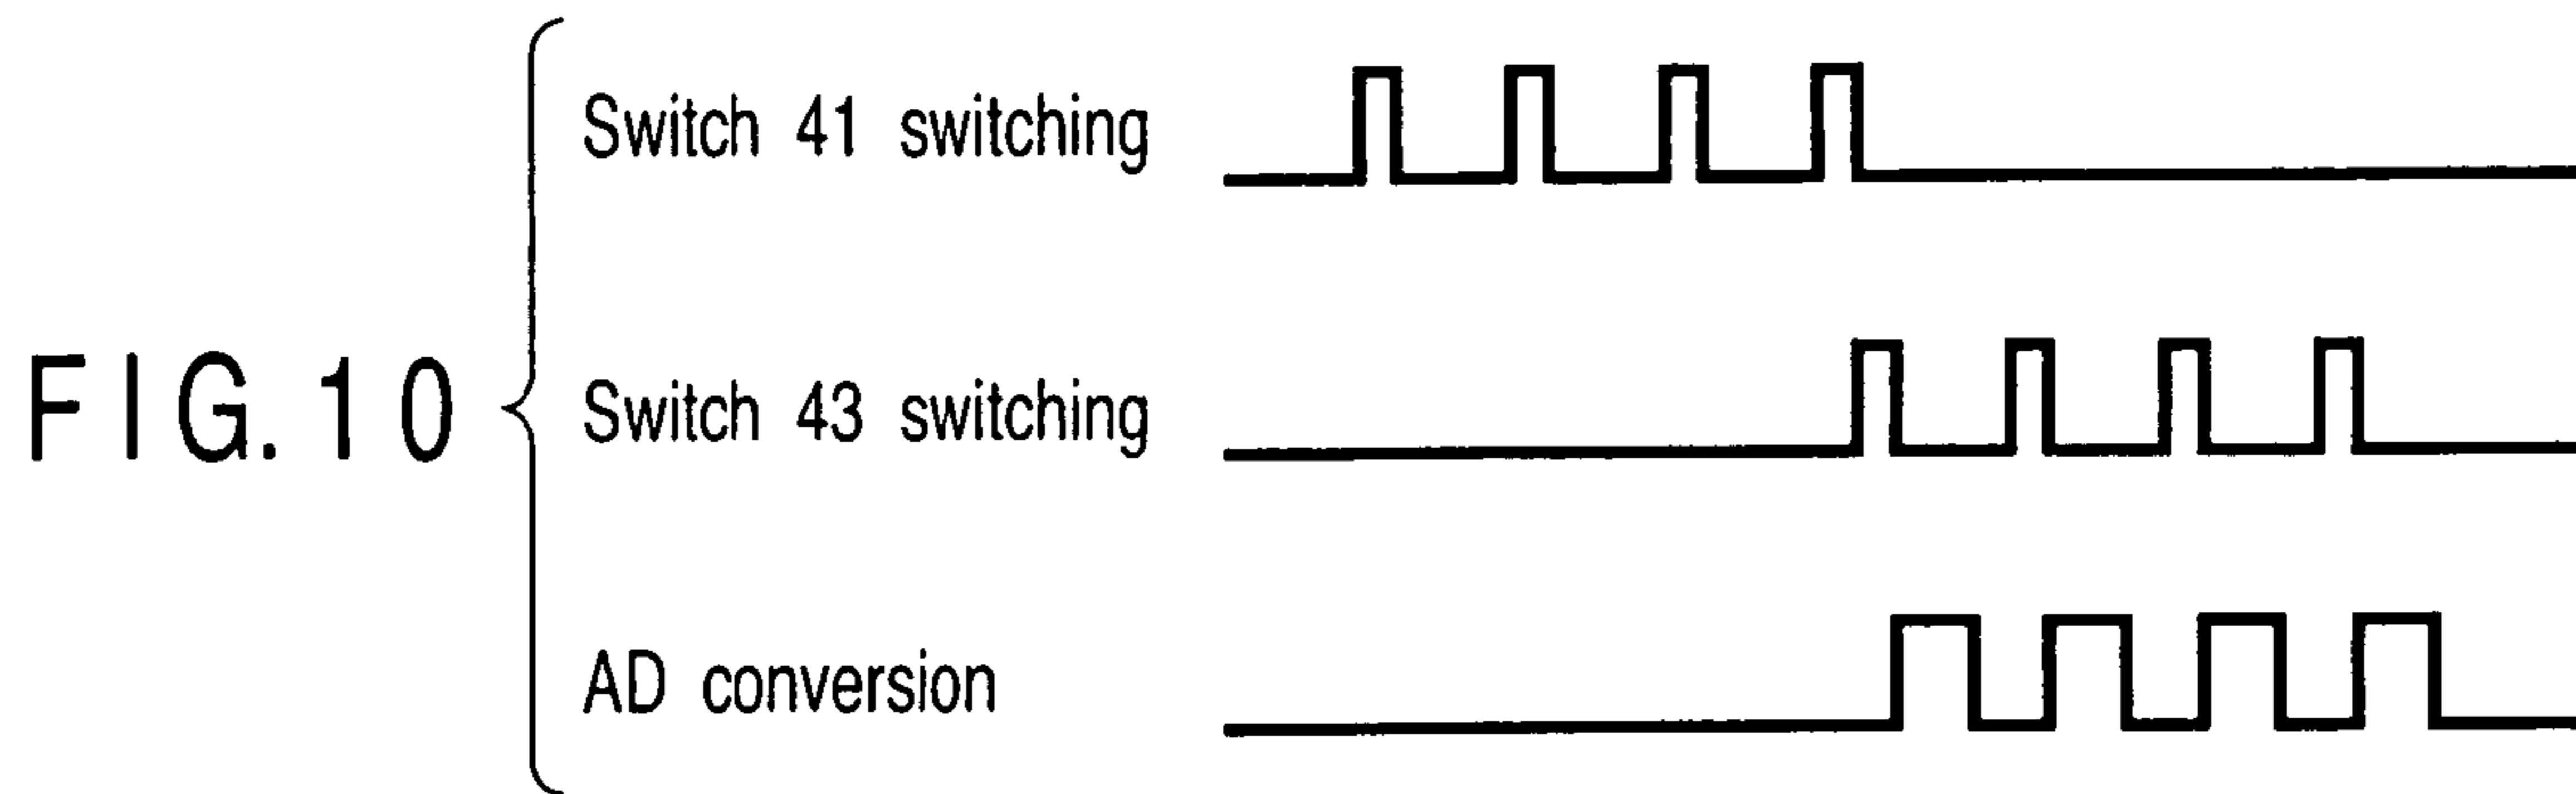 FIG. 10
Switch 41 switching
Switch 43 switching
AD conversion